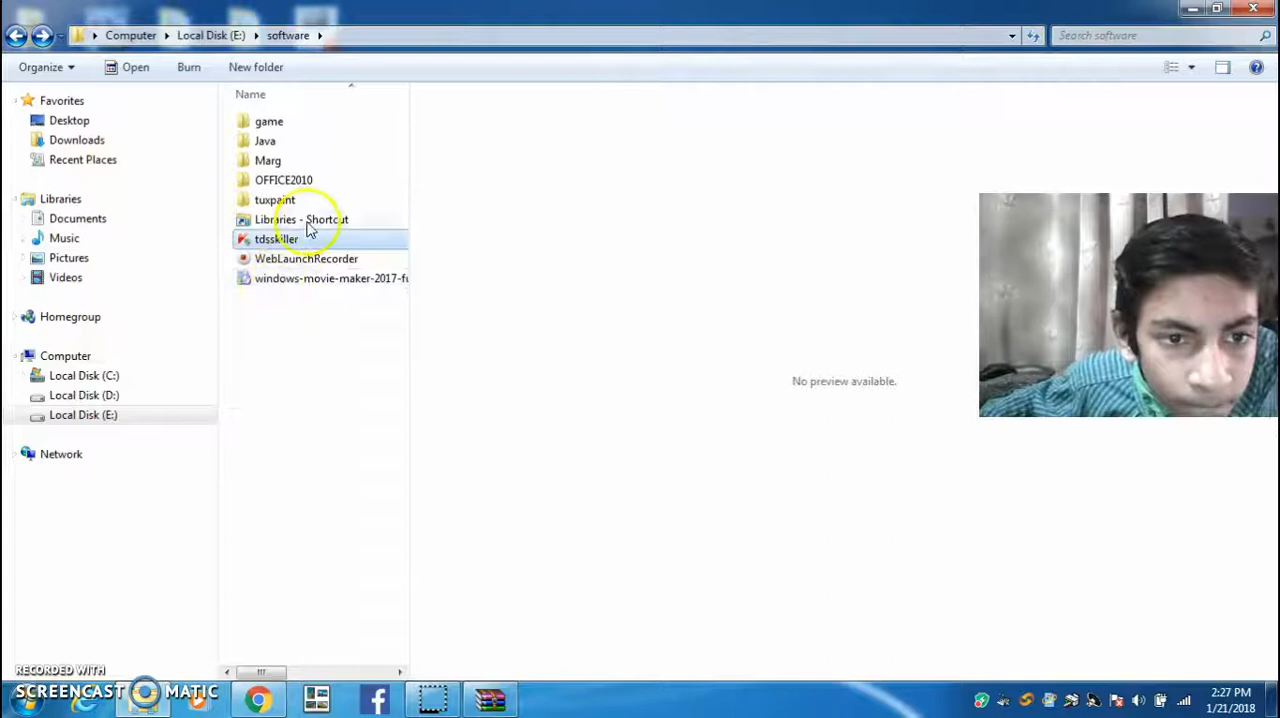 Computer
Local Disk (E:)
software
Search software
Organize
Open
Burn
New folder
Favorites
Desktop
Downloads
Recent Places
Libraries
Documents
Music
Pictures
Videos
Homegroup
Computer
Local Disk (C:)
Local Disk (D:)
Local Disk (E:)
Network
Name
game
Java
Marg
OFFICE2010
tuxpaint
Libraries - Shortcut
tdsskiller
WebLaunchRecorder
windows-movie-maker-2017-fu
No preview available.
RECORDED WITH
SCREENCAST MATIC
2:27 PM
1/21/2018